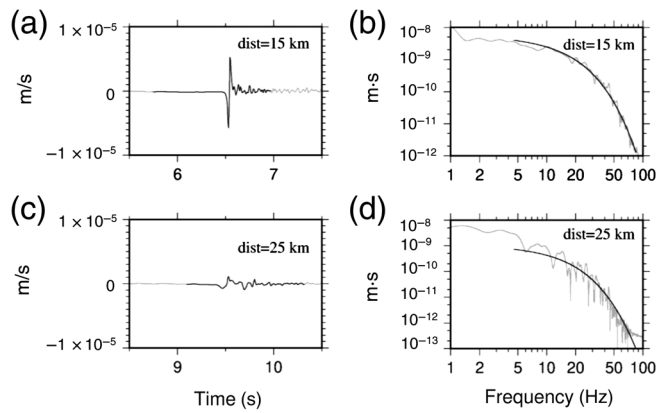 (a)
1 ×10⁻⁵
0
−1 ×10⁻⁵
m/s
dist=15 km
6
7
(b)
10⁻⁸
10⁻⁹
10⁻¹⁰
10⁻¹¹
10⁻¹²
m·s
dist=15 km
1 2 5 10 20 50 100
(c)
1 ×10⁻⁵
0
−1 ×10⁻⁵
m/s
dist=25 km
9
10
Time (s)
(d)
10⁻⁸
10⁻⁹
10⁻¹⁰
10⁻¹¹
10⁻¹²
10⁻¹³
m·s
dist=25 km
1 2 5 10 20 50 100
Frequency (Hz)